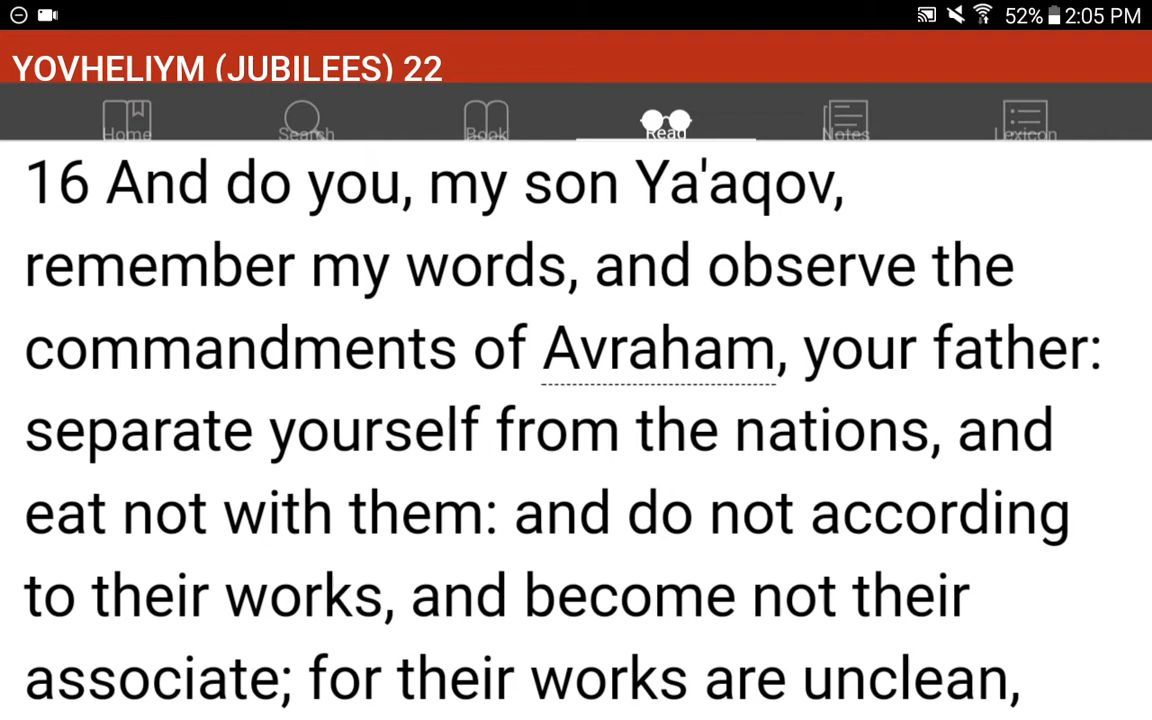 52% 2:05 PM
YOVHELIYM (JUBILEES) 22
Home Search Book Read Notes Lexicon
16 And do you, my son Ya'aqov,
remember my words, and observe the
commandments of Avraham, your father:
separate yourself from the nations, and
eat not with them: and do not according
to their works, and become not their
associate; for their works are unclean,